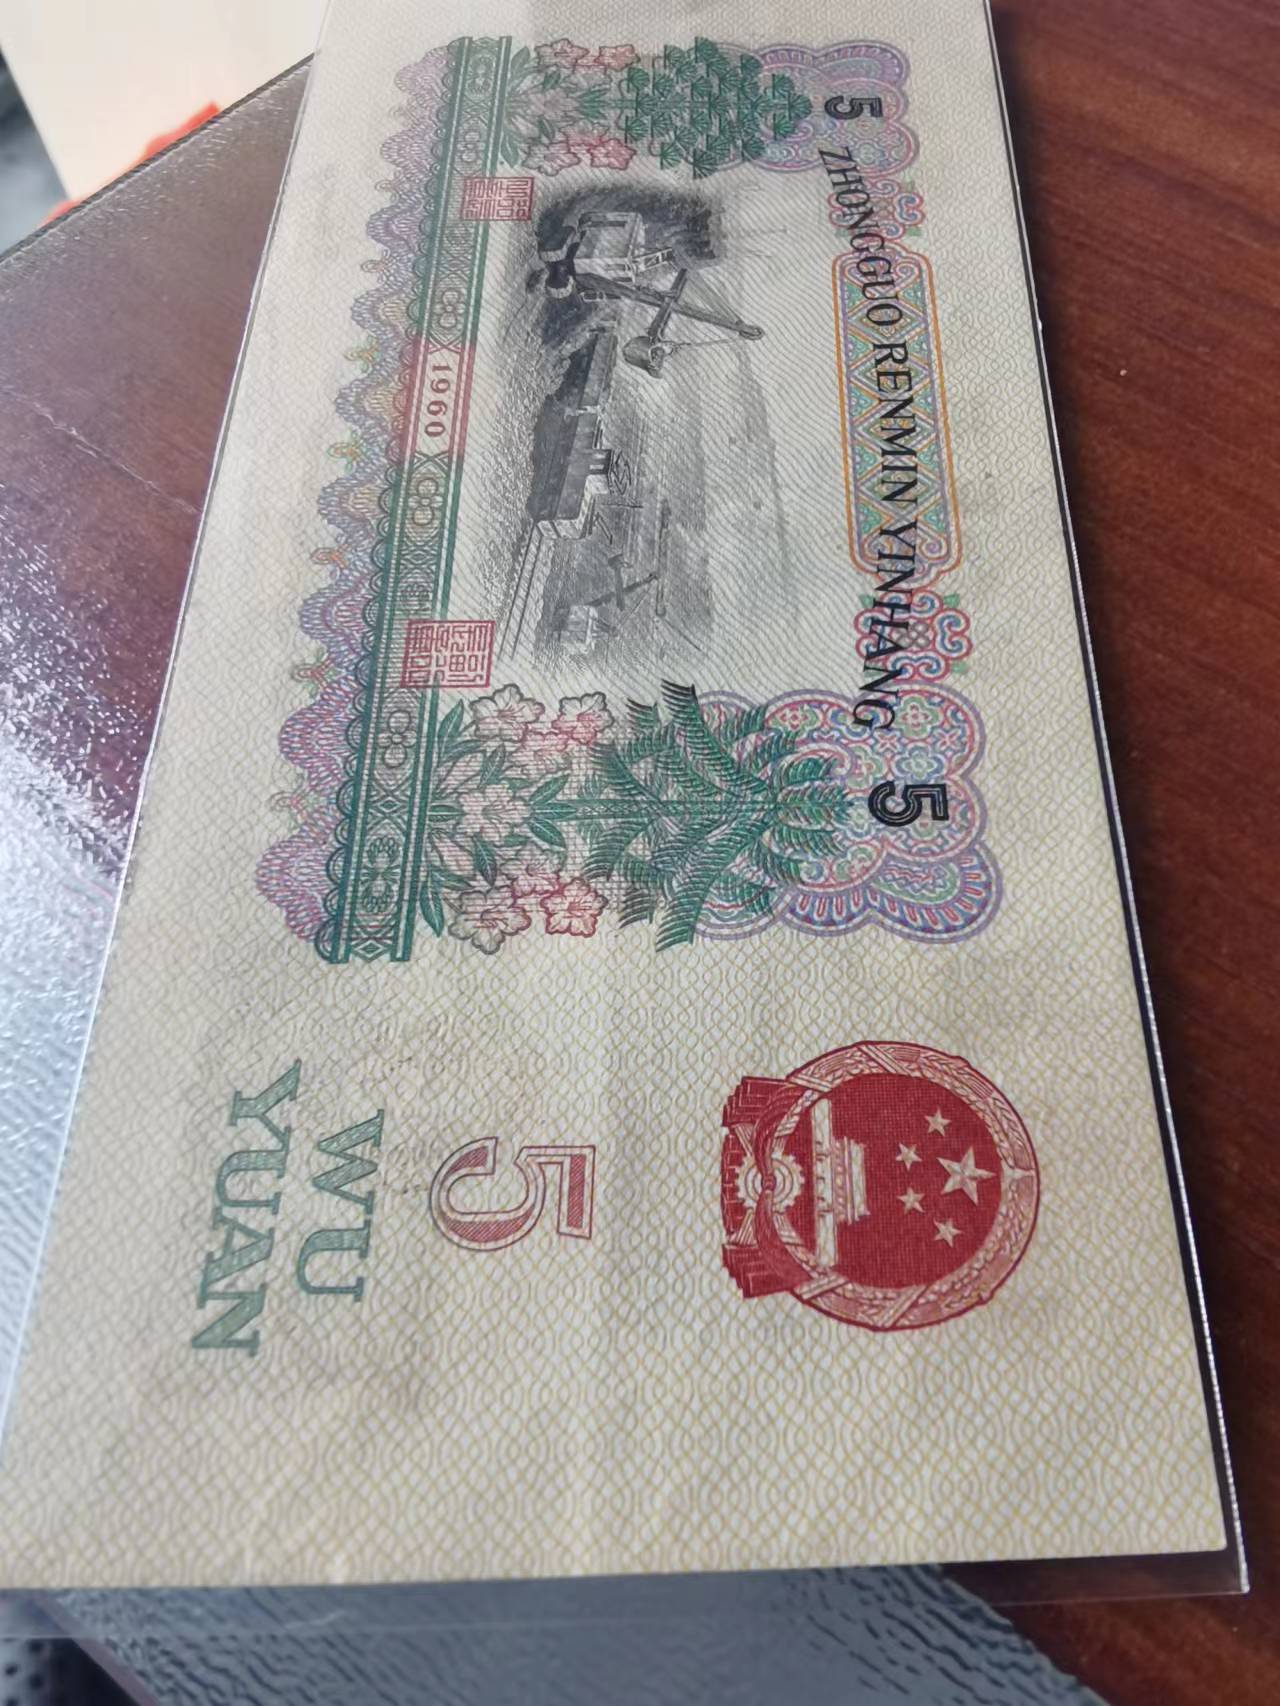 5 ZHONGGUO RENMIN YINHANG 5
1960
5
WU
YUAN